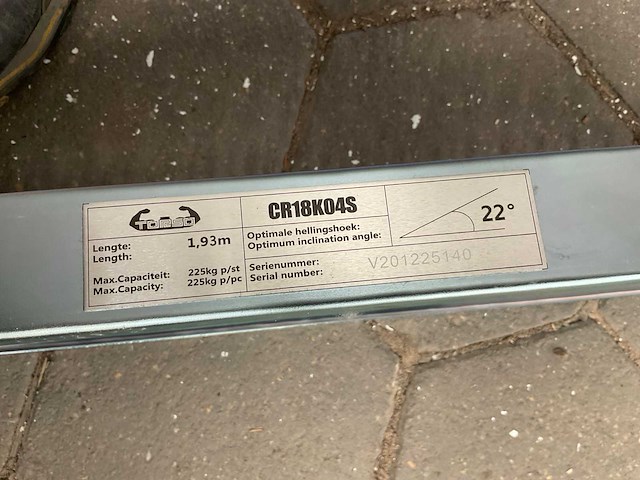 TORSO
Lengte: 1,93m
Length:
Max.Capaciteit: 225kg p/st
Max.Capacity: 225kg p/pc
CR18K04S
Optimale hellingshoek:
Optimum inclination angle:
22°
Serienummer:
Serial number:
V201225140